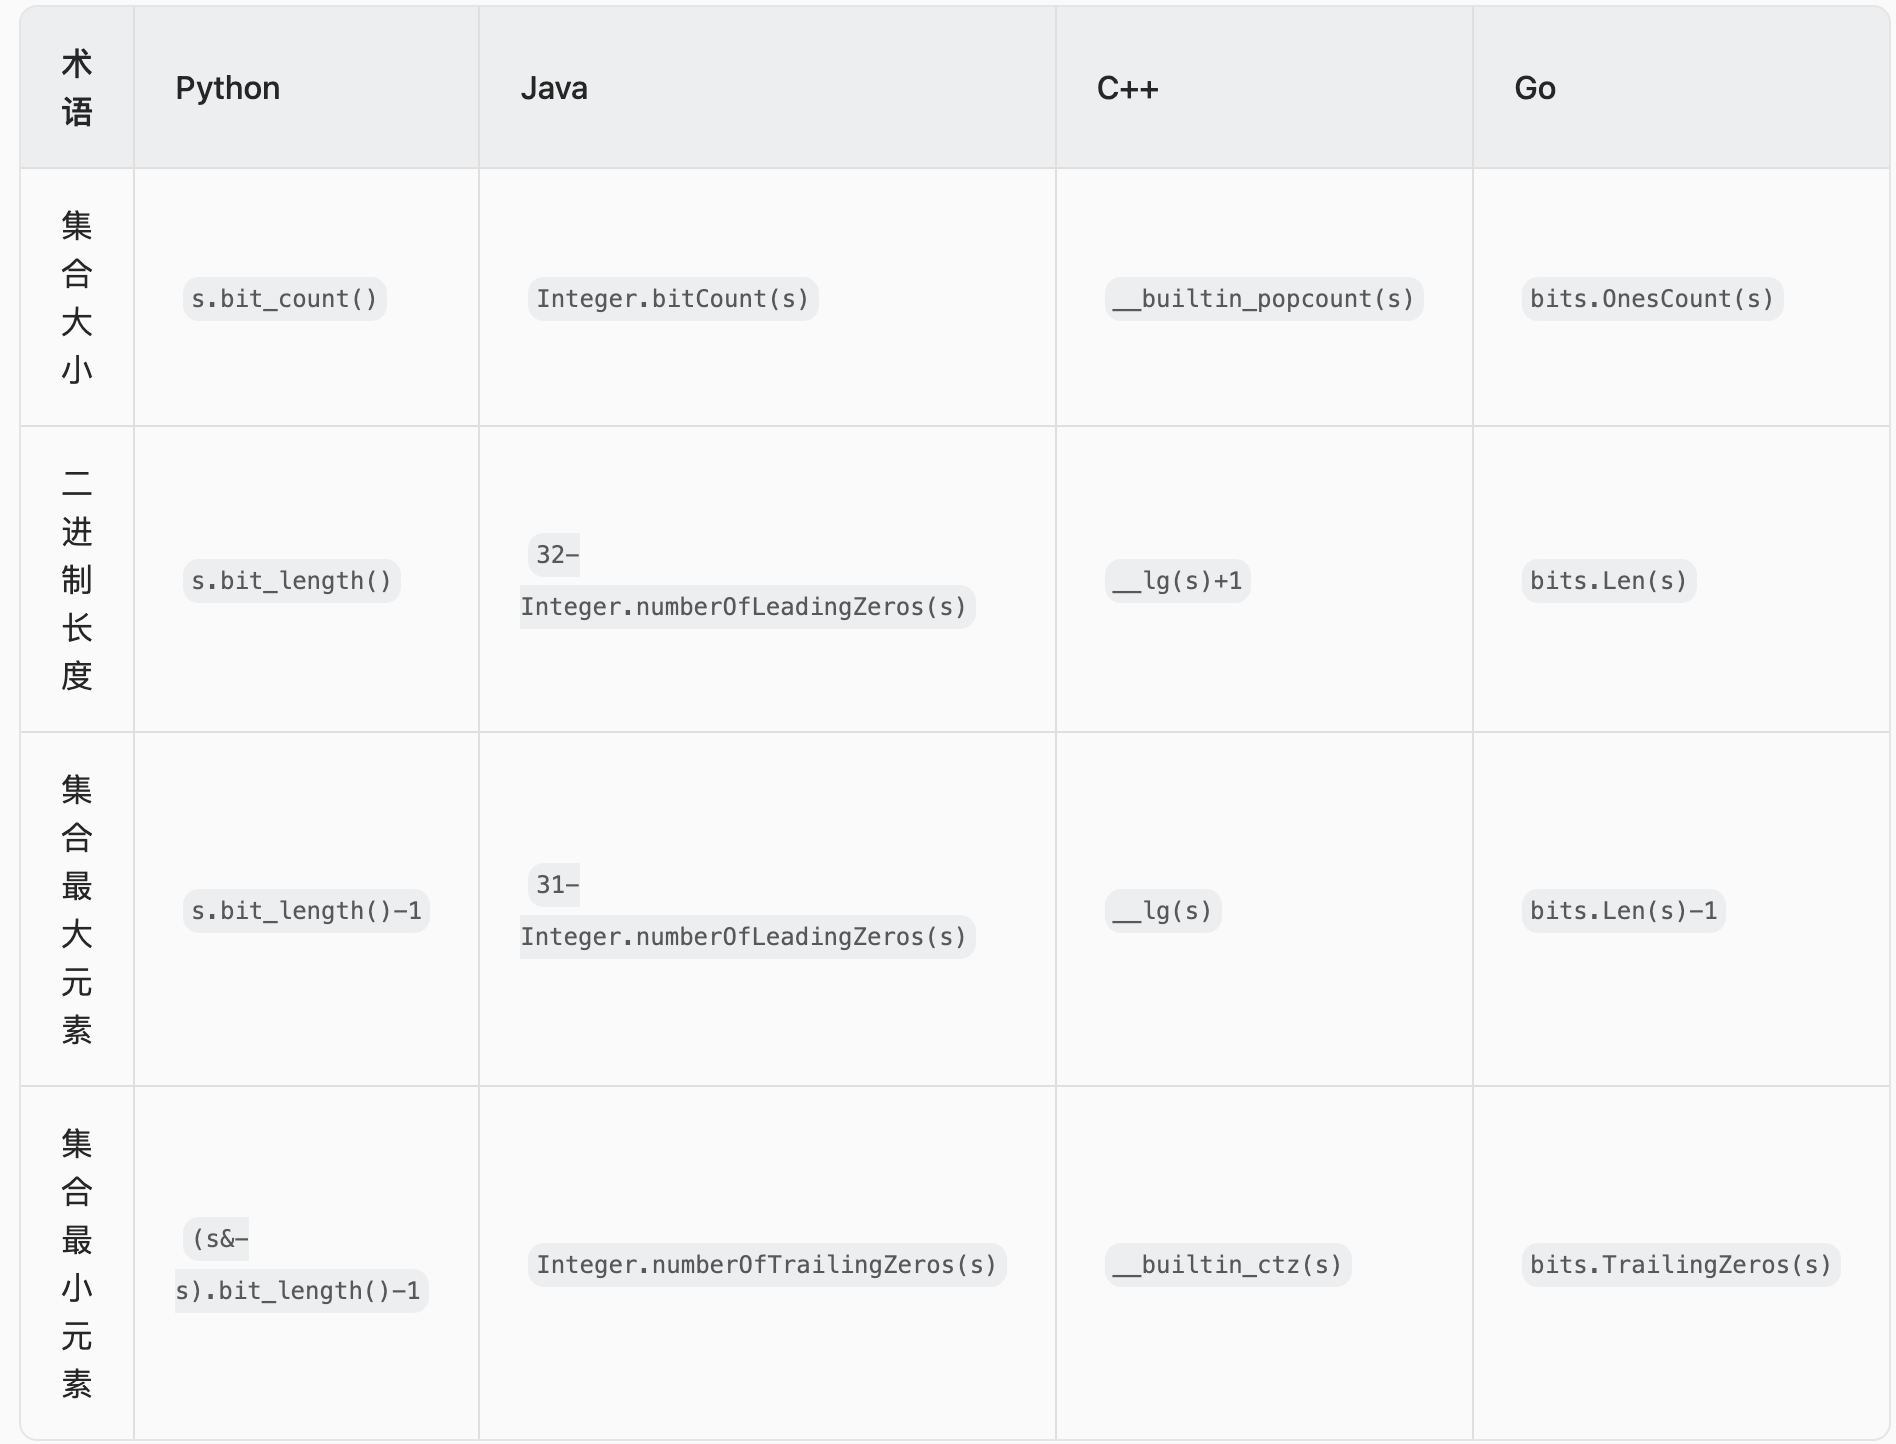 术
语
Python
Java
C++
Go
集
合
大
小
s.bit_count()
Integer.bitCount(s)
__builtin_popcount(s)
bits.OnesCount(s)
二
进
制
长
度
s.bit_length()
32-
Integer.numberOfLeadingZeros(s)
__lg(s)+1
bits.Len(s)
集
合
最
大
元
素
s.bit_length()-1
31-
Integer.numberOfLeadingZeros(s)
__lg(s)
bits.Len(s)-1
集
合
最
小
元
素
(s&-
s).bit_length()-1
Integer.numberOfTrailingZeros(s)
__builtin_ctz(s)
bits.TrailingZeros(s)